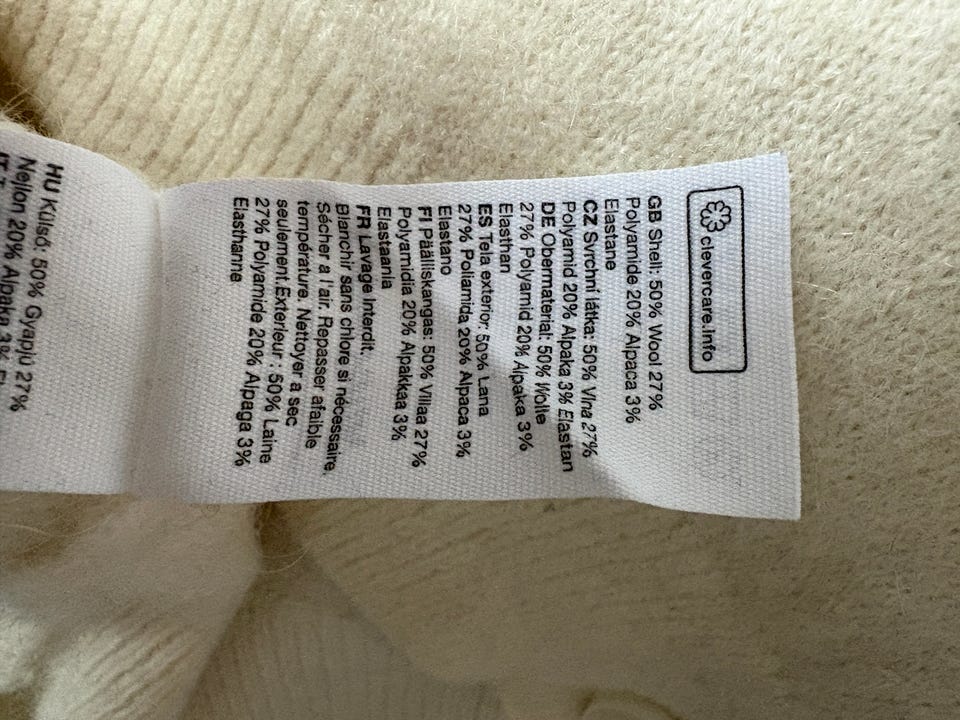 clevercare.info
GB Shell: 50% Wool 27%
Polyamide 20% Alpaca 3%
Elastane
CZ Svrchní látka: 50% Vlna 27%
Polyamid 20% Alpaka 3% Elastan
DE Obermaterial: 50% Wolle
27% Polyamid 20% Alpaka 3%
Elasthan
ES Tela exterior: 50% Lana
27% Poliamida 20% Alpaca 3%
Elastano
FI Päälliskangas: 50% Villaa 27%
Polyamidia 20% Alpakkaa 3%
Elastaania
FR Lavage Interdit.
Blanchir sans chlore si nécessaire.
Sécher a l'air. Repasser afaible
température. Nettoyer a sec
seulement.Exterieur : 50% Laine
27% Polyamide 20% Alpaga 3%
Elasthanne
HU Külső: 50% Gyapjú 27%
Nejlon 20% Alpaka 3%